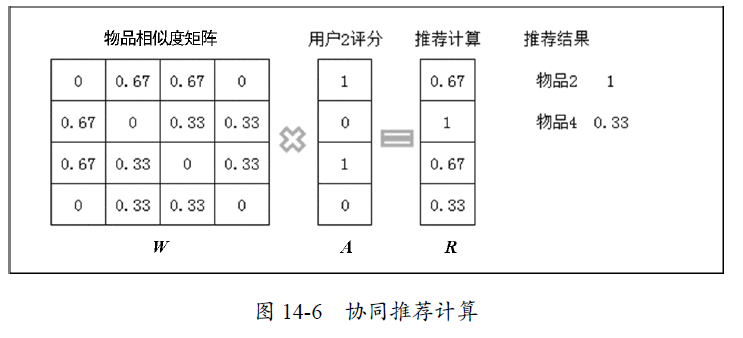 物品相似度矩阵 用户2评分 推荐计算 推荐结果
0 0.67 0.67 0 1 0.67 物品2 1
0.67 0 0.33 0.33 0 1 物品4 0.33
0.67 0.33 0 0.33 1 0.67
0 0.33 0.33 0 0 0.33
W A R
图 14-6 协同推荐计算